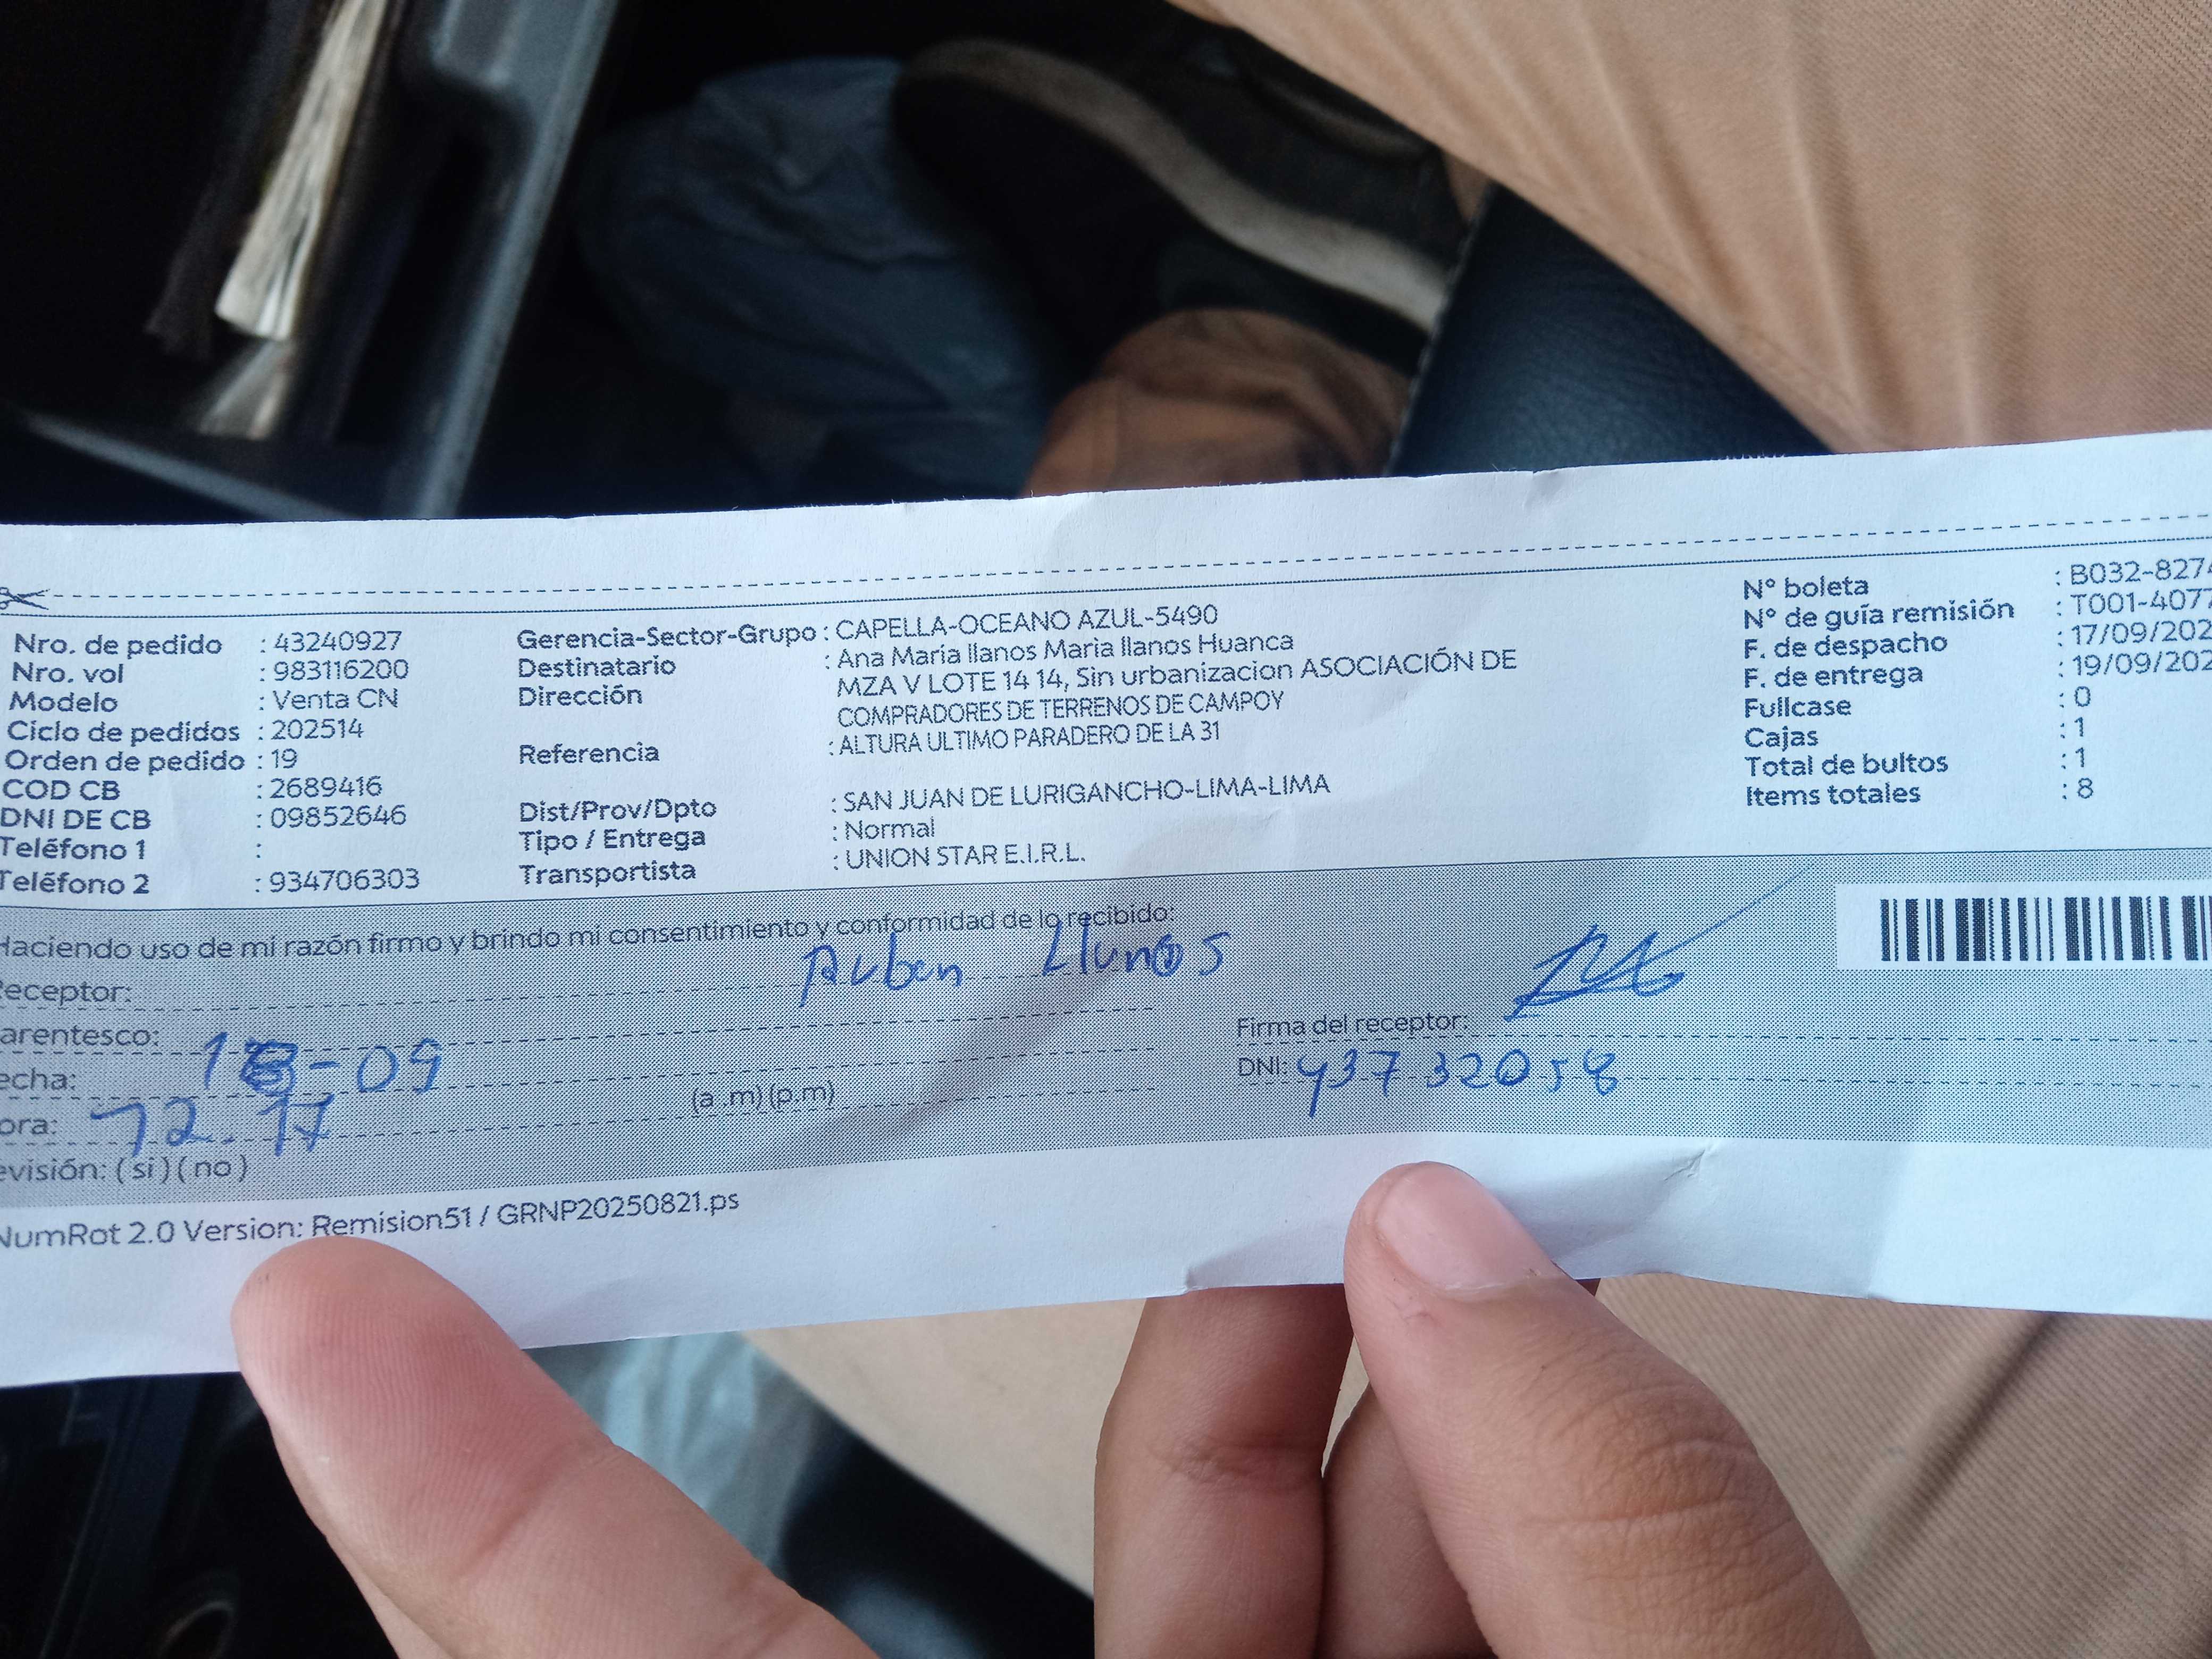 Nro. de pedido : 43240927
Nro. vol : 983116200
Modelo : Venta CN
Ciclo de pedidos : 202514
Orden de pedido : 19
COD CB : 2689416
DNI DE CB : 09852646
Teléfono 1 :
Teléfono 2 : 934706303
Gerencia-Sector-Grupo : CAPELLA-OCEANO AZUL-5490
Destinatario : Ana Maria llanos Maria llanos Huanca
Dirección MZA V LOTE 14 14, Sin urbanizacion ASOCIACIÓN DE
COMPRADORES DE TERRENOS DE CAMPOY
Referencia : ALTURA ULTIMO PARADERO DE LA 31
Dist/Prov/Dpto : SAN JUAN DE LURIGANCHO-LIMA-LIMA
Tipo / Entrega : Normal
Transportista : UNION STAR E.I.R.L.
N° boleta : B032-8274
N° de guía remisión : T001-4077
F. de despacho : 17/09/202
F. de entrega : 19/09/202
Fullcase : 0
Cajas : 1
Total de bultos : 1
Items totales : 8
Haciendo uso de mi razón firmo y brindo mi consentimiento y conformidad de lo recibido:
Receptor: Ruben Llanos
arentesco:
echa: -09
ora: 12.17 (a .m) (p.m)
evisión: ( si ) ( no )
Firma del receptor:
DNI: 43732058
NumRot 2.0 Version: Remision51 / GRNP20250821.ps